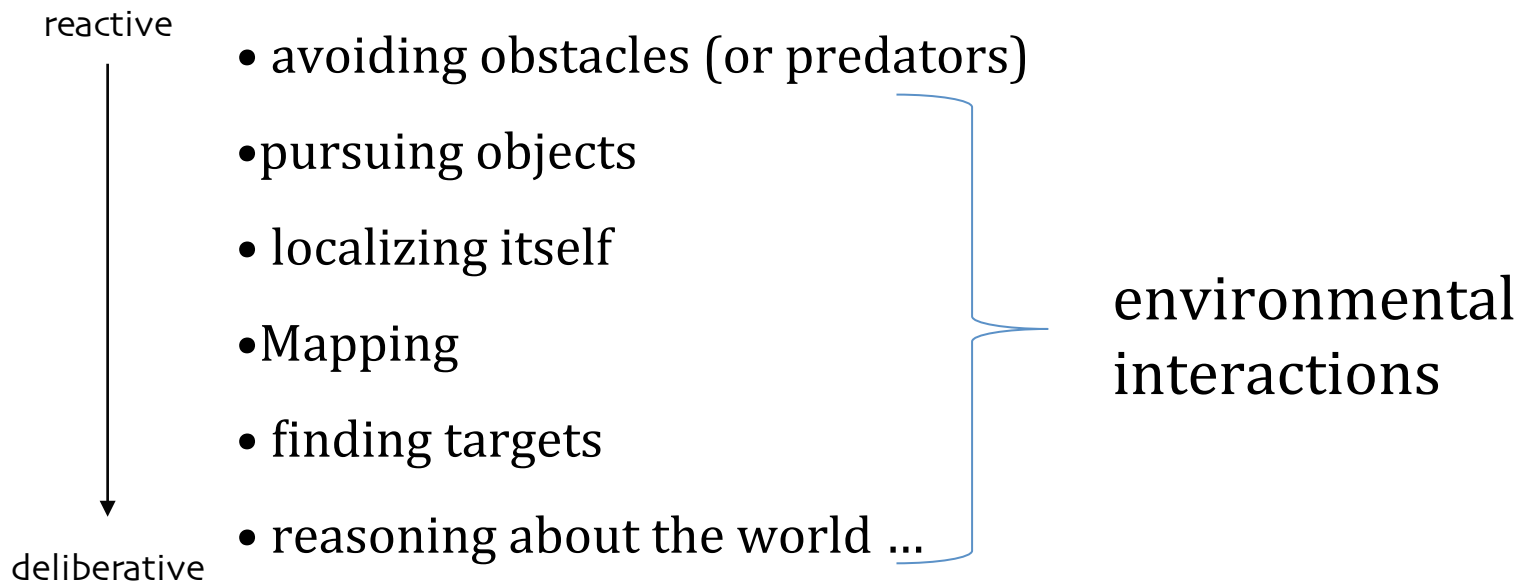 reactive
• avoiding obstacles (or predators)
•pursuing objects
• localizing itself
•Mapping
• finding targets
• reasoning about the world ...
deliberative
environmental
interactions